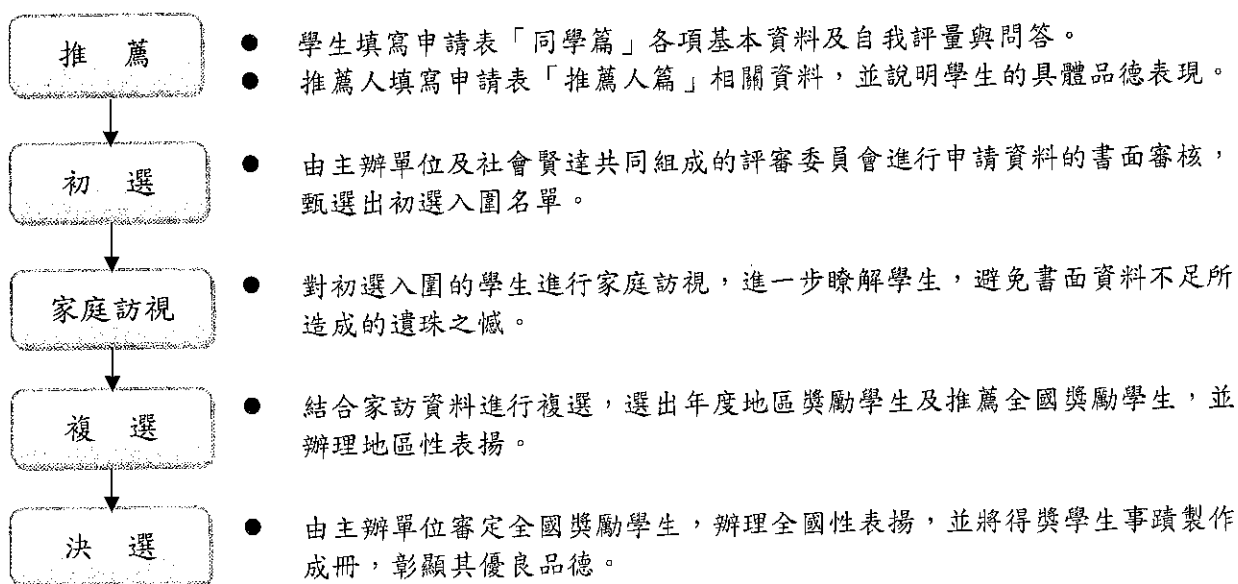 推　薦
● 學生填寫申請表「同學篇」各項基本資料及自我評量與問答。
● 推薦人填寫申請表「推薦人篇」相關資料，並說明學生的具體品德表現。
初　選
● 由主辦單位及社會賢達共同組成的評審委員會進行申請資料的書面審核，
甄選出初選入圍名單。
家庭訪視
● 對初選入圍的學生進行家庭訪視，進一步瞭解學生，避免書面資料不足所
造成的遺珠之憾。
複　選
● 結合家訪資料進行複選，選出年度地區獎勵學生及推薦全國獎勵學生，並
辦理地區性表揚。
決　選
● 由主辦單位審定全國獎勵學生，辦理全國性表揚，並將得獎學生事蹟製作
成冊，彰顯其優良品德。